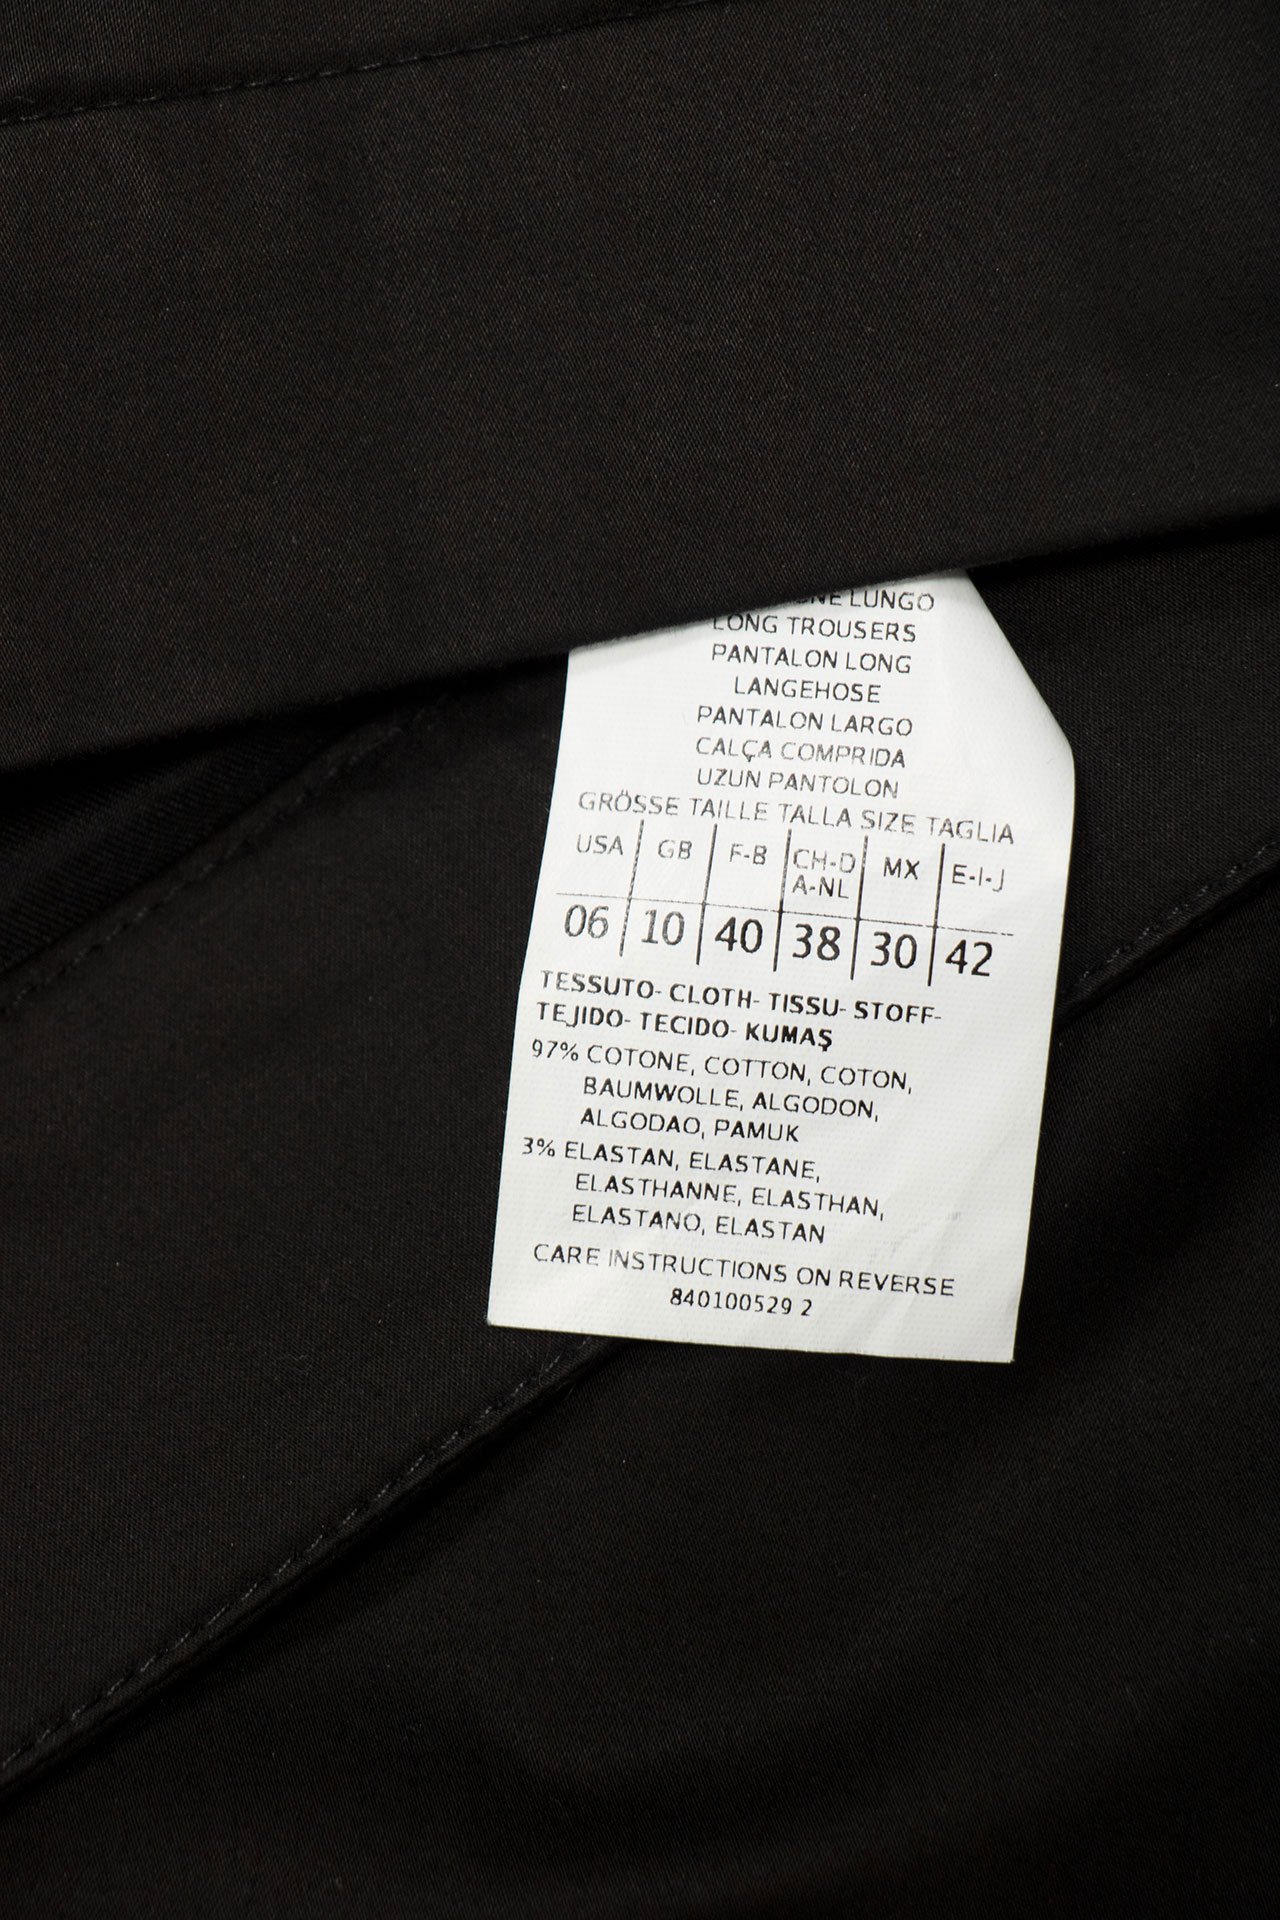 LUNGO
LONG TROUSERS
PANTALON LONG
LANGEHOSE
PANTALON LARGO
CALÇA COMPRIDA
UZUN PANTOLON
GRÖSSE TAILLE TALLA SIZE TAGLIA
USA GB F-B CH-D A-NL MX E-I-J
06 10 40 38 30 42
TESSUTO- CLOTH- TISSU- STOFF-
TEJIDO- TECIDO- KUMAŞ
97% COTONE, COTTON, COTON,
BAUMWOLLE, ALGODON,
ALGODAO, PAMUK
3% ELASTAN, ELASTANE,
ELASTHANNE, ELASTHAN,
ELASTANO, ELASTAN
CARE INSTRUCTIONS ON REVERSE
840100529 2